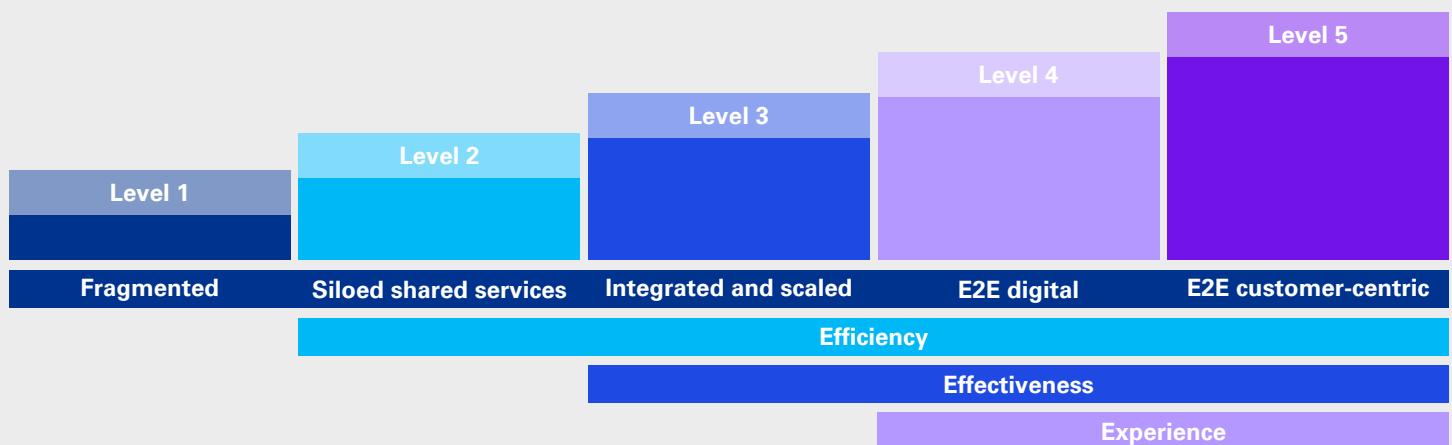 Level 5
Level 4
Level 3
Level 2
Level 1
Fragmented
Siloed shared services
Integrated and scaled
E2E digital
E2E customer-centric
Efficiency
Effectiveness
Experience